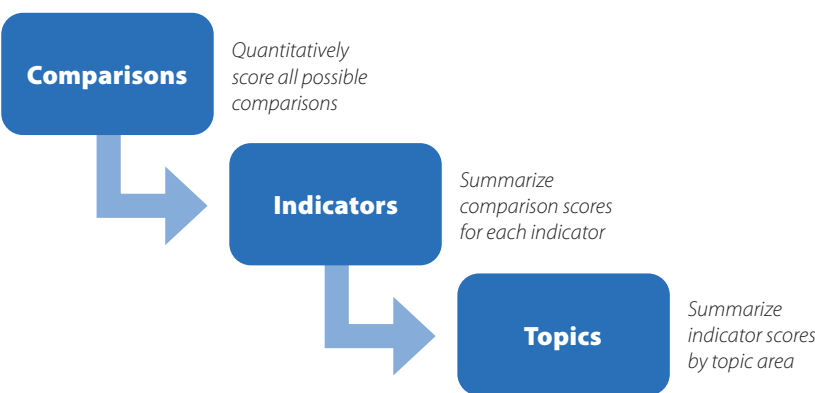 Comparisons
Quantitatively
score all possible
comparisons
Indicators
Summarize
comparison scores
for each indicator
Topics
Summarize
indicator scores
by topic area